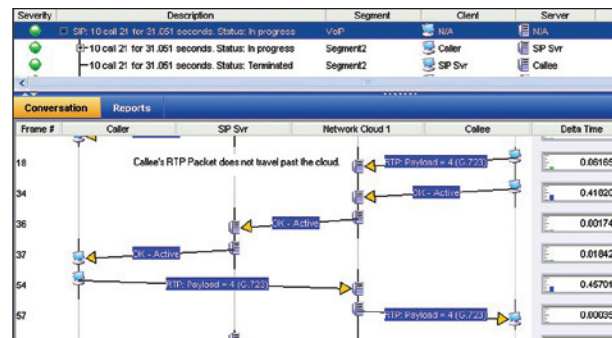 Severity Description Segment Client Server
SIP: 10 call 21 for 31.051 seconds. Status: In progress VoIP N/A N/A
10 call 21 for 31.051 seconds. Status: In progress Segment2 Caller SIP Svr
10 call 21 for 31.051 seconds. Status: Terminated Segment2 SIP Svr Callee
Conversation Reports
Frame # Caller SIP Svr Network Cloud 1 Callee Delta Time
18 Callee's RTP Packet does not travel past the cloud. RTP: Payload = 4 (G.723) 0.06165
34 OK - Active 0.41820
36 OK - Active 0.00174
37 OK - Active 0.01842
54 RTP: Payload = 4 (G.723) 0.45701
57 RTP: Payload = 4 (G.723) 0.00035